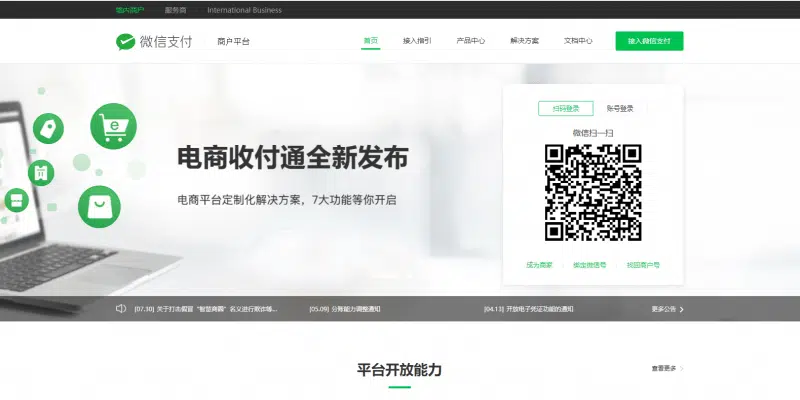 境内商户 服务商 International Business
微信支付 商户平台 首页 接入指引 产品中心 解决方案 文档中心 接入微信支付
扫码登录 账号登录
微信扫一扫
电商收付通全新发布
电商平台定制化解决方案，7大功能等你开启
成为商家 绑定微信号 找回商户号
[07.30] 关于打击假冒“智慧商圈”名义进行欺诈等... [05.09] 分账能力调整通知 [04.13] 开放电子凭证功能的通知 更多公告
平台开放能力 查看更多